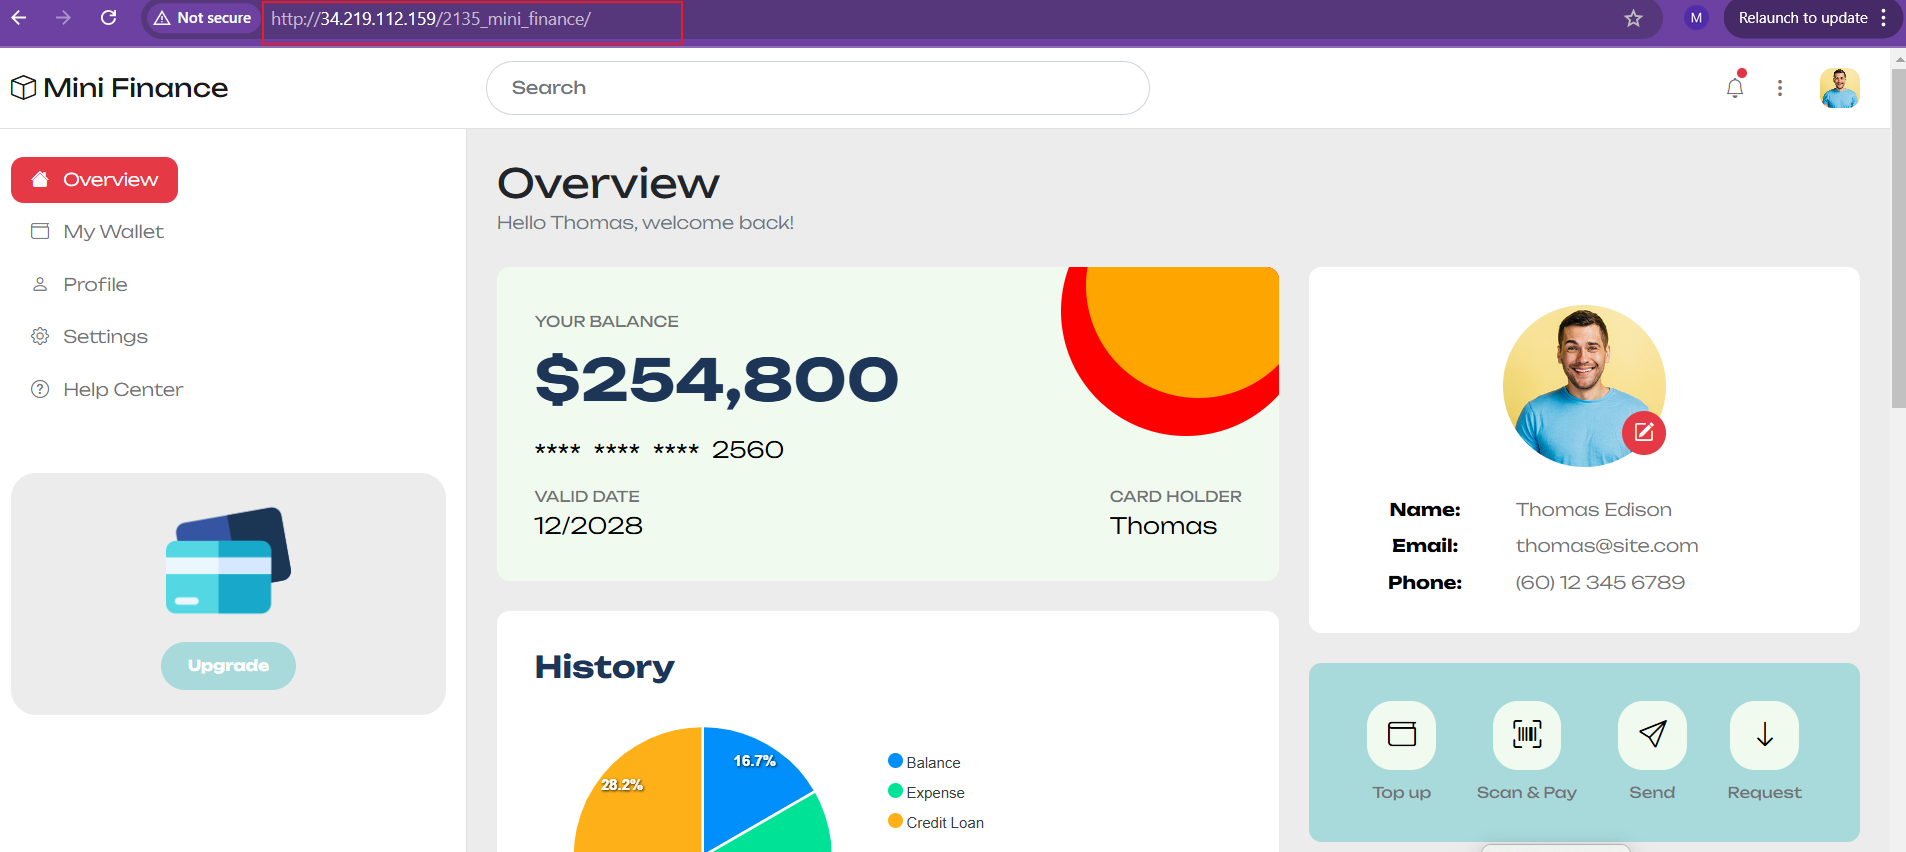 Not secure
http://34.219.112.159/2135_mini_finance/
M
Relaunch to update
Mini Finance
Search
Overview
My Wallet
Profile
Settings
Help Center
Upgrade
Overview
Hello Thomas, welcome back!
YOUR BALANCE
$254,800
**** **** **** 2560
VALID DATE
12/2028
CARD HOLDER
Thomas
History
16.7%
28.2%
Balance
Expense
Credit Loan
Name: Thomas Edison
Email: thomas@site.com
Phone: (60) 12 345 6789
Top up
Scan & Pay
Send
Request